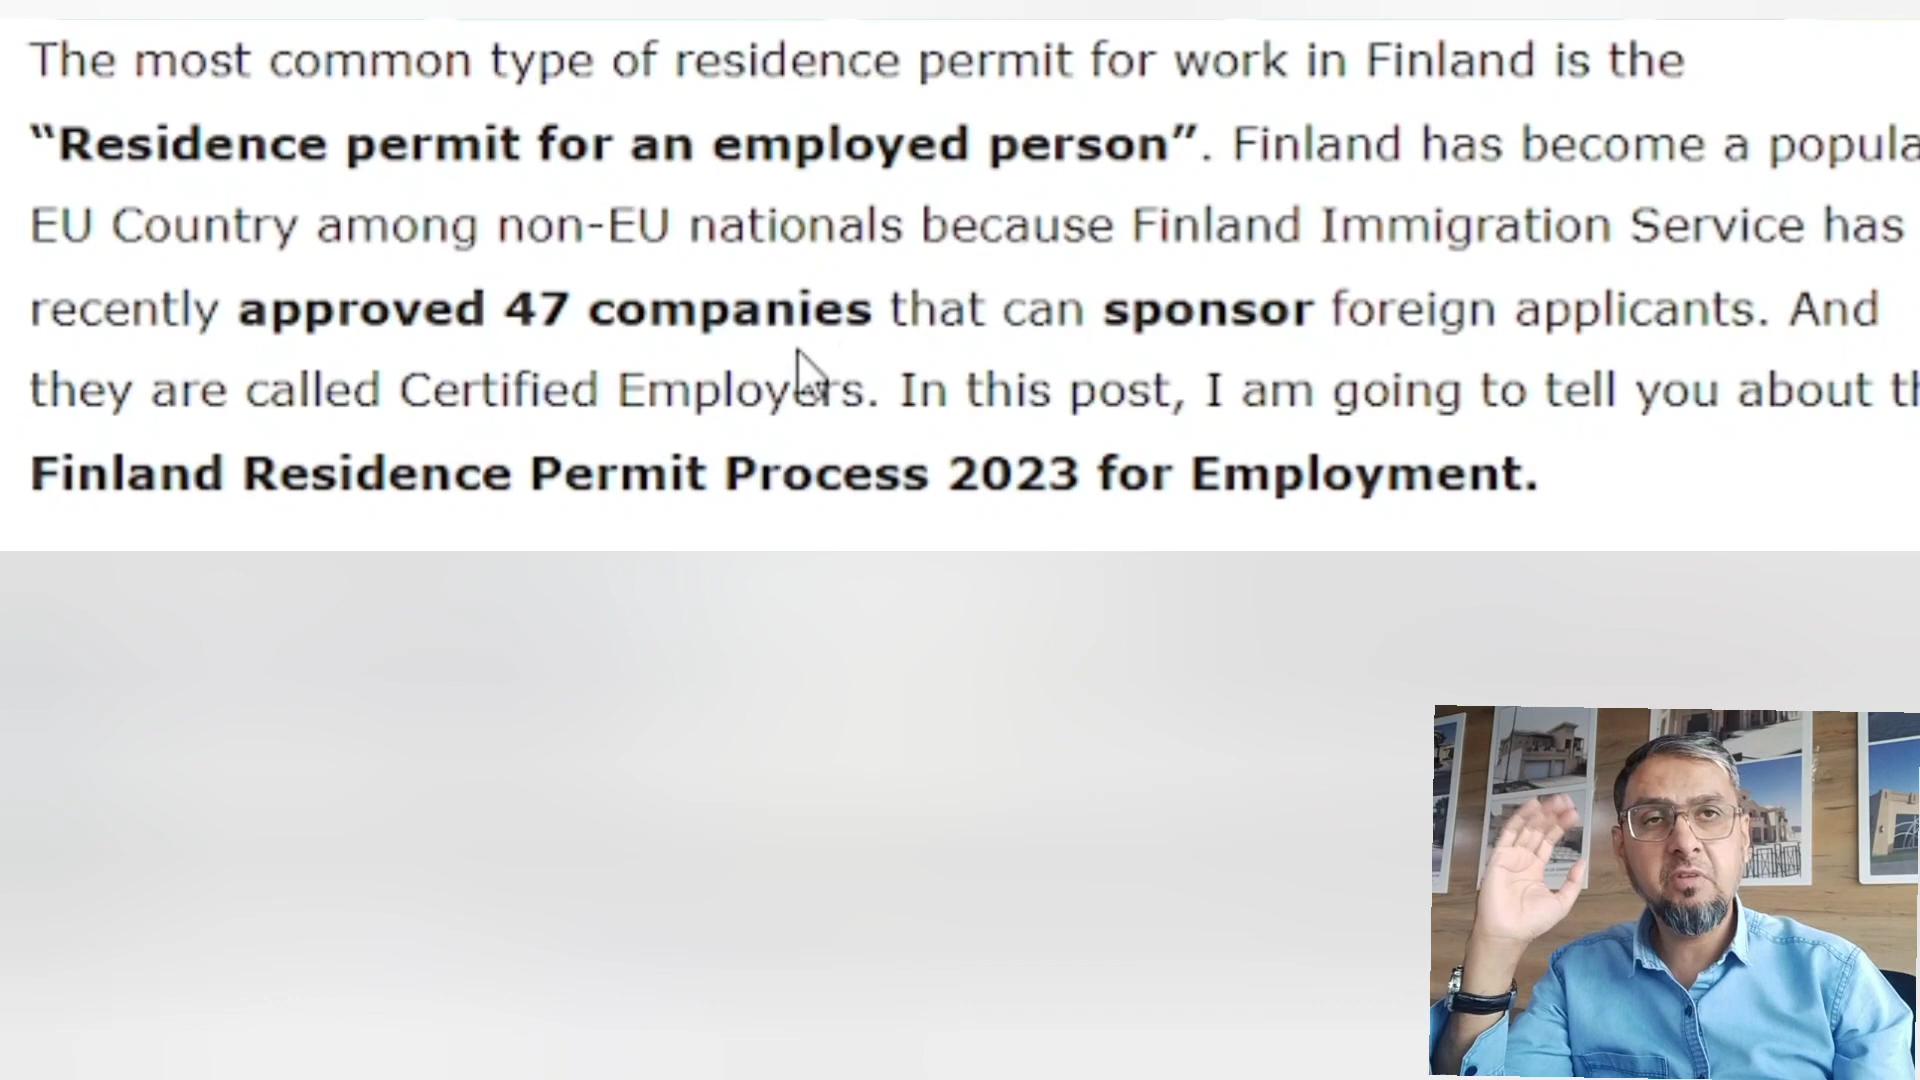 The most common type of residence permit for work in Finland is the
“Residence permit for an employed person”. Finland has become a popula
EU Country among non-EU nationals because Finland Immigration Service has
recently approved 47 companies that can sponsor foreign applicants. And
they are called Certified Employers. In this post, I am going to tell you about th
Finland Residence Permit Process 2023 for Employment.